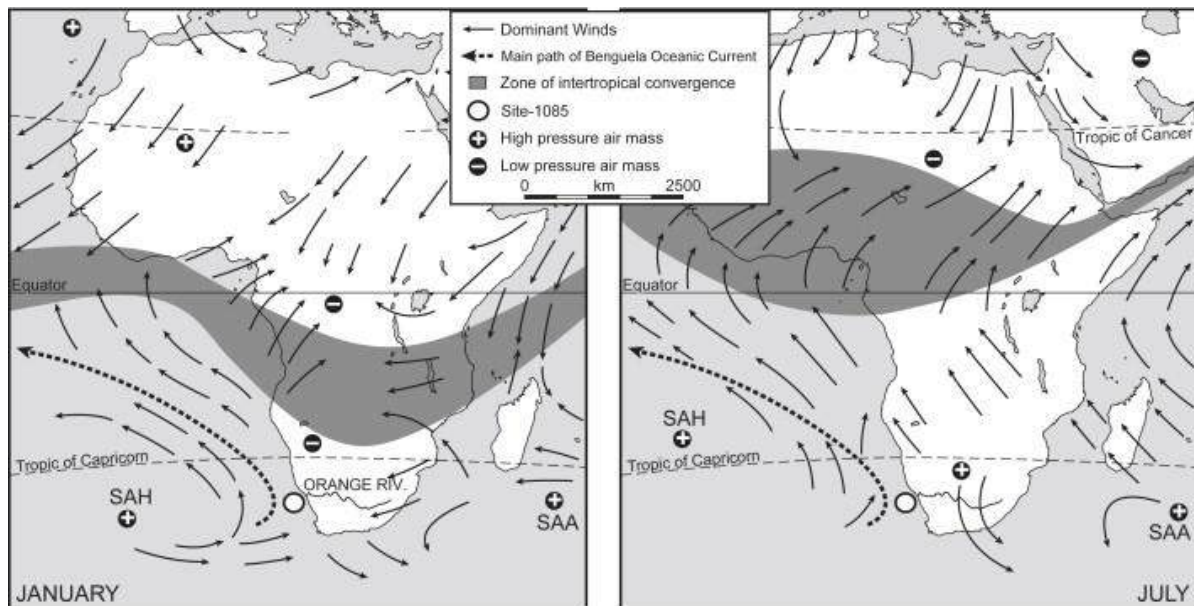 Dominant Winds
Main path of Benguela Oceanic Current
Zone of intertropical convergence
Site-1085
High pressure air mass
Low pressure air mass
0 km 2500
Equator
Tropic of Capricorn
SAH
ORANGE RIV.
SAA
JANUARY
Tropic of Cancer
Equator
SAH
Tropic of Capricorn
SAA
JULY